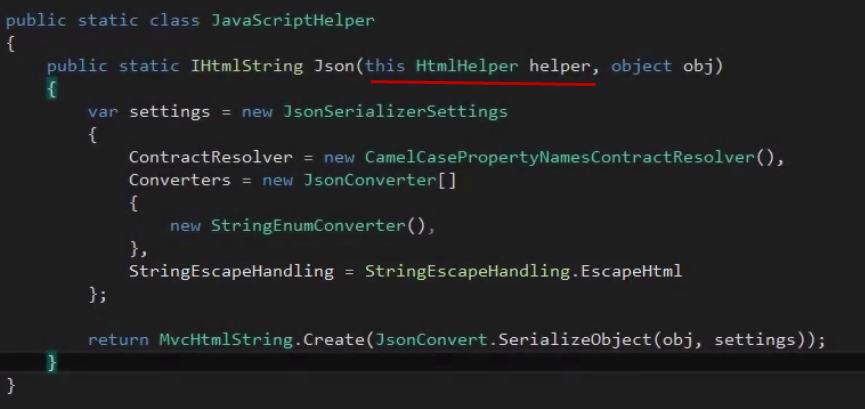 public static class JavaScriptHelper
{
    public static IHtmlString Json(this HtmlHelper helper, object obj)
    {
        var settings = new JsonSerializerSettings
        {
            ContractResolver = new CamelCasePropertyNamesContractResolver(),
            Converters = new JsonConverter[]
            {
                new StringEnumConverter(),
            },
            StringEscapeHandling = StringEscapeHandling.EscapeHtml
        };

        return MvcHtmlString.Create(JsonConvert.SerializeObject(obj, settings));
    }
}